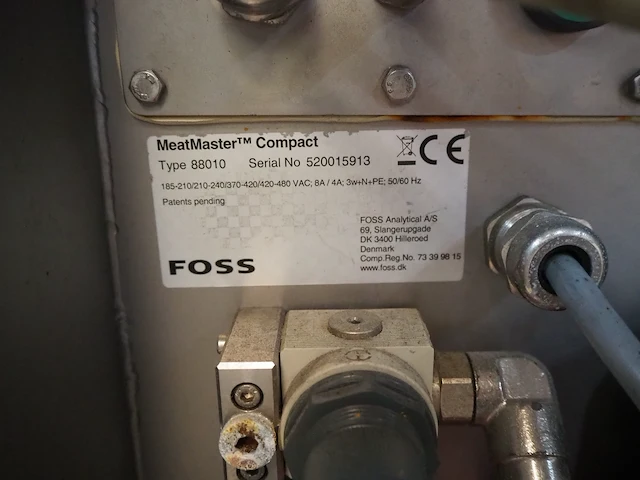 MeatMaster™ Compact
Type 88010 Serial No 520015913
CE
185-210/210-240/370-420/420-480 VAC; 8A / 4A; 3w+N+PE; 50/60 Hz
Patents pending
FOSS Analytical A/S
69, Slangerupgade
DK 3400 Hilleroed
Denmark
Comp.Reg.No. 73 39 98 15
www.foss.dk
FOSS